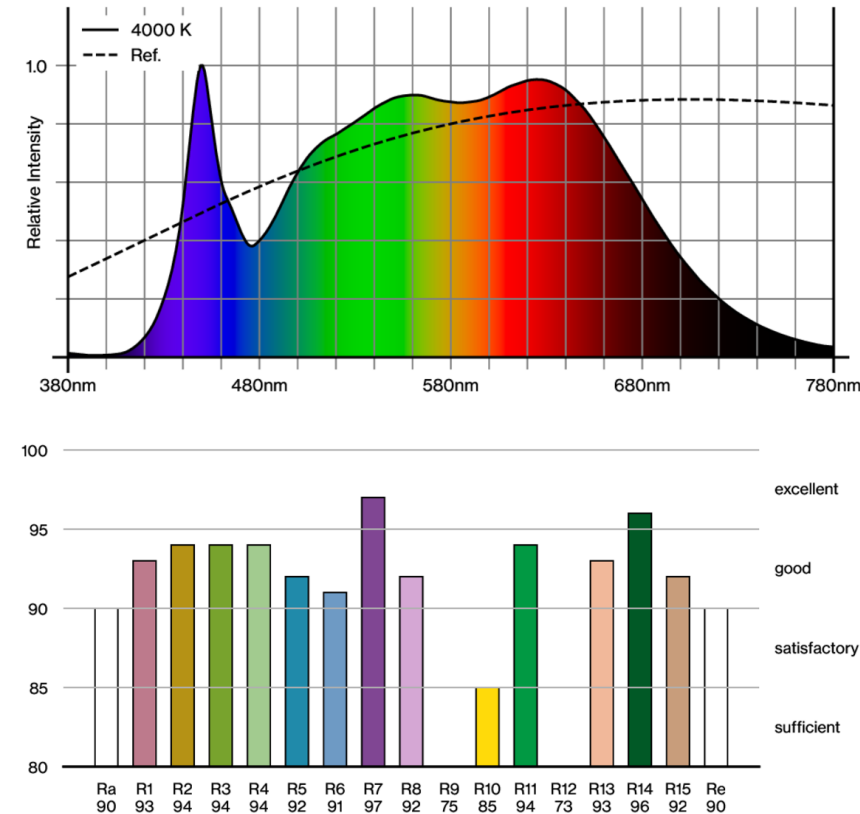 4000 K
Ref.
1.0
Relative Intensity
380nm 480nm 580nm 680nm 780nm
100
excellent
95
good
90
satisfactory
85
sufficient
80
Ra R1 R2 R3 R4 R5 R6 R7 R8 R9 R10 R11 R12 R13 R14 R15 Re
90 93 94 94 94 92 91 97 92 75 85 94 73 93 96 92 90